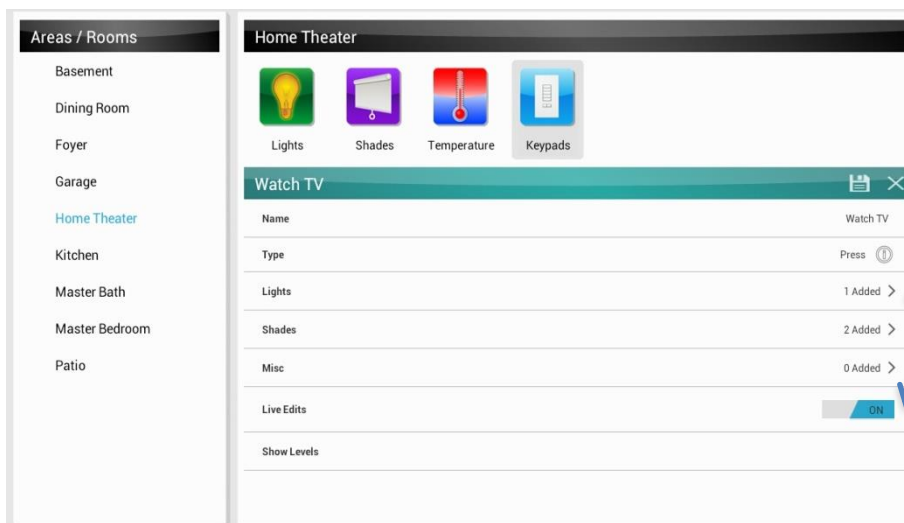 Areas / Rooms
Basement
Dining Room
Foyer
Garage
Home Theater
Kitchen
Master Bath
Master Bedroom
Patio
Home Theater
Lights Shades Temperature Keypads
Watch TV
Name Watch TV
Type Press
Lights 1 Added
Shades 2 Added
Misc 0 Added
Live Edits ON
Show Levels